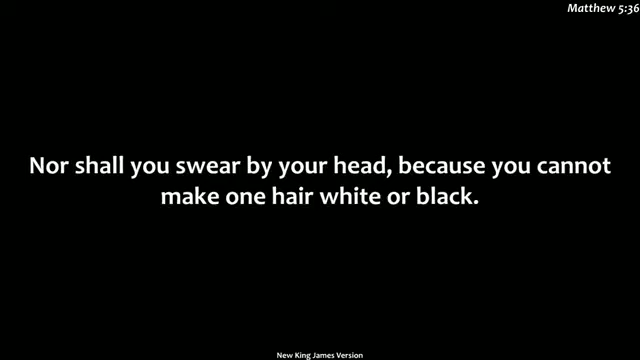 Matthew 5:36
Nor shall you swear by your head, because you cannot
make one hair white or black.
New King James Version